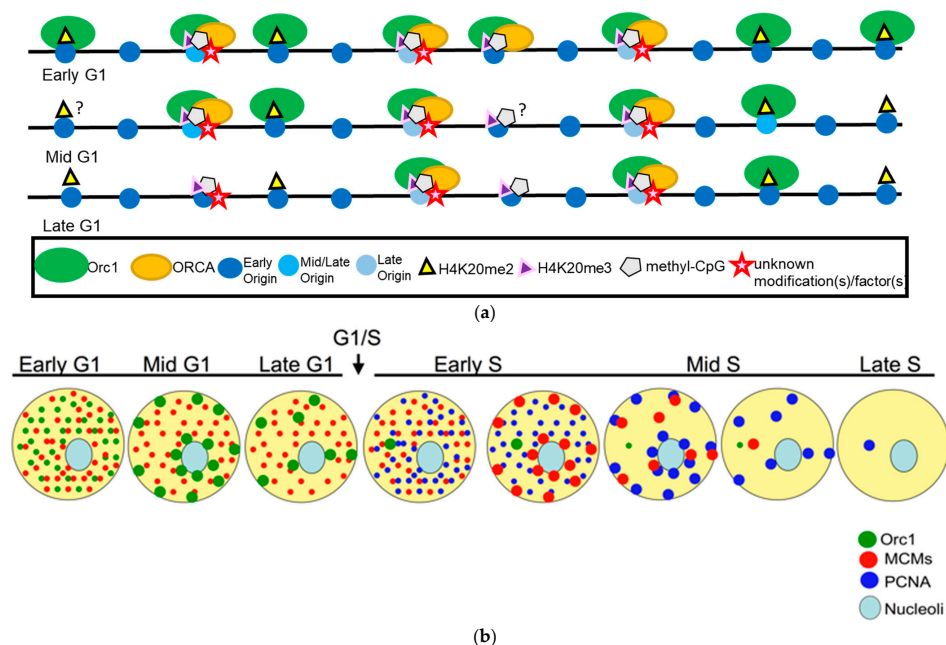 (a)
Early G1
? ?
Mid G1
Late G1
Orc1 ORCA Early Origin Mid/Late Origin Late Origin H4K20me2 H4K20me3 methyl-CpG unknown modification(s)/factor(s)
(a)
G1/S
Early G1 Mid G1 Late G1 Early S Mid S Late S
Orc1
MCMs
PCNA
Nucleoli
(b)